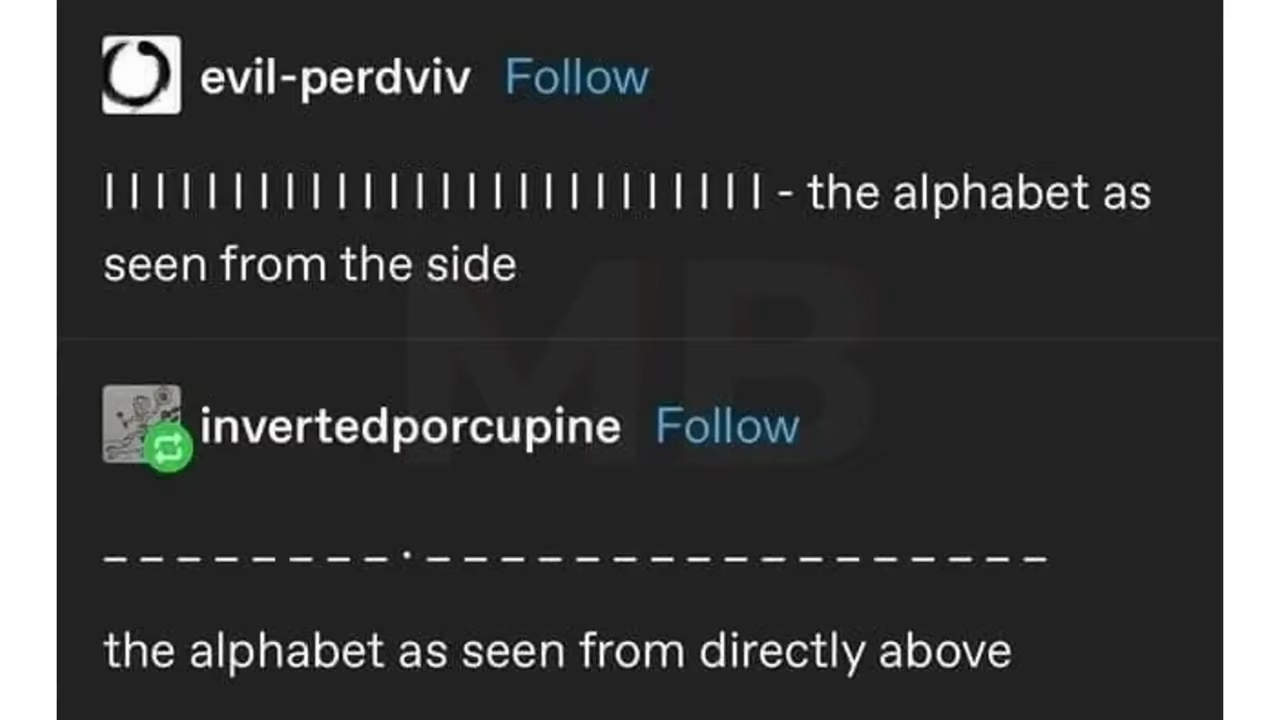 evil-perdviv Follow
I I I I I I I I I I I I I I I I I I I I I I I I I I - the alphabet as
seen from the side
MB
invertedporcupine Follow
– – – – – – – – · – – – – – – – – – – – – – – – – –
the alphabet as seen from directly above